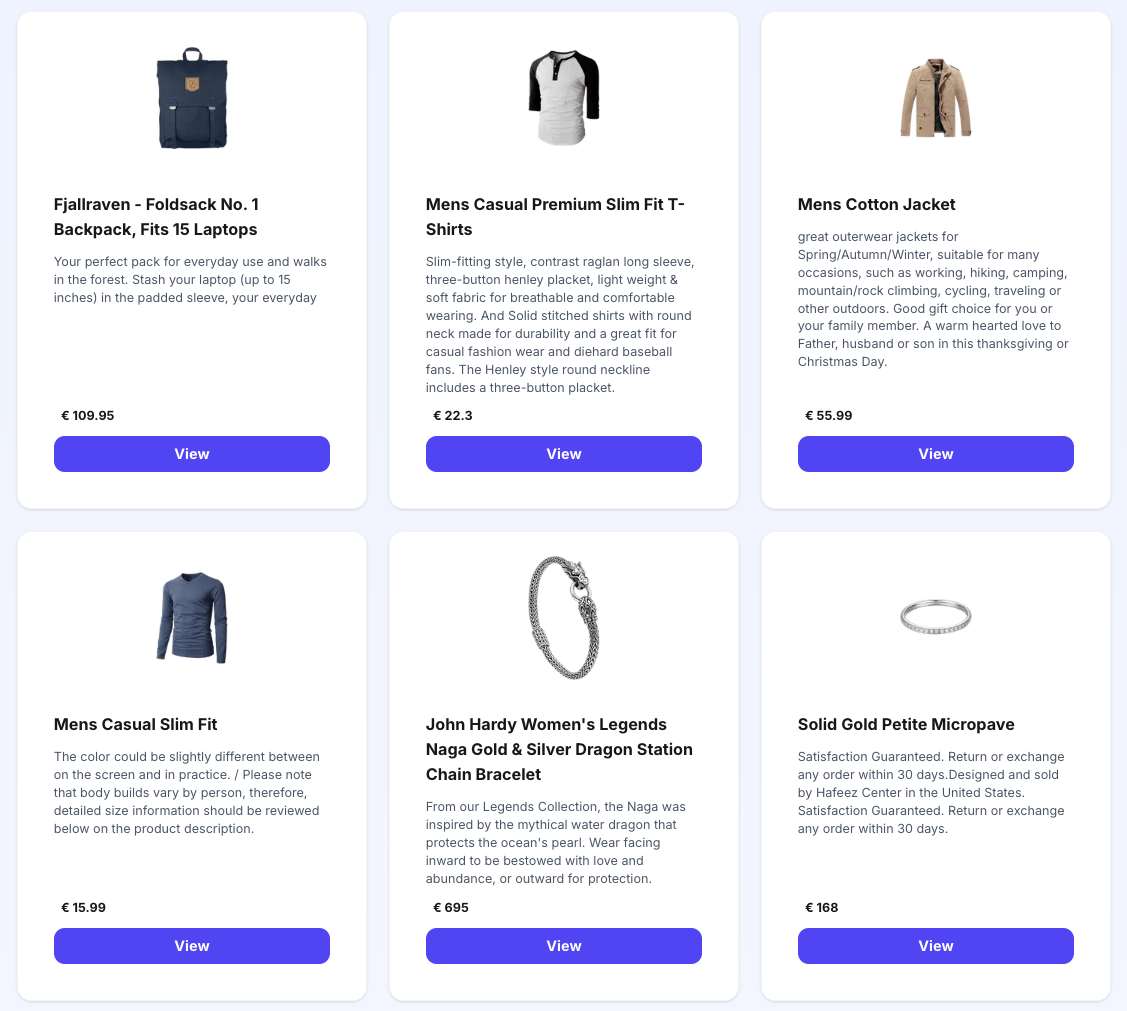 Fjallraven - Foldsack No. 1
Backpack, Fits 15 Laptops
Your perfect pack for everyday use and walks
in the forest. Stash your laptop (up to 15
inches) in the padded sleeve, your everyday
€ 109.95
View
Mens Casual Premium Slim Fit T-
Shirts
Slim-fitting style, contrast raglan long sleeve,
three-button henley placket, light weight &
soft fabric for breathable and comfortable
wearing. And Solid stitched shirts with round
neck made for durability and a great fit for
casual fashion wear and diehard baseball
fans. The Henley style round neckline
includes a three-button placket.
€ 22.3
View
Mens Cotton Jacket
great outerwear jackets for
Spring/Autumn/Winter, suitable for many
occasions, such as working, hiking, camping,
mountain/rock climbing, cycling, traveling or
other outdoors. Good gift choice for you or
your family member. A warm hearted love to
Father, husband or son in this thanksgiving or
Christmas Day.
€ 55.99
View
Mens Casual Slim Fit
The color could be slightly different between
on the screen and in practice. / Please note
that body builds vary by person, therefore,
detailed size information should be reviewed
below on the product description.
€ 15.99
View
John Hardy Women's Legends
Naga Gold & Silver Dragon Station
Chain Bracelet
From our Legends Collection, the Naga was
inspired by the mythical water dragon that
protects the ocean's pearl. Wear facing
inward to be bestowed with love and
abundance, or outward for protection.
€ 695
View
Solid Gold Petite Micropave
Satisfaction Guaranteed. Return or exchange
any order within 30 days.Designed and sold
by Hafeez Center in the United States.
Satisfaction Guaranteed. Return or exchange
any order within 30 days.
€ 168
View